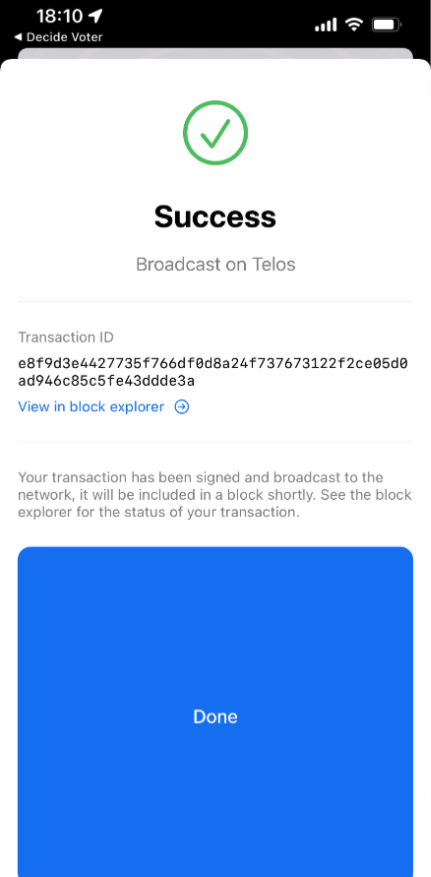 18:10
Decide Voter
Success
Broadcast on Telos
Transaction ID
e8f9d3e4427735f766df0d8a24f737673122f2ce05d0
ad946c85c5fe43ddde3a
View in block explorer
Your transaction has been signed and broadcast to the
network, it will be included in a block shortly. See the block
explorer for the status of your transaction.
Done